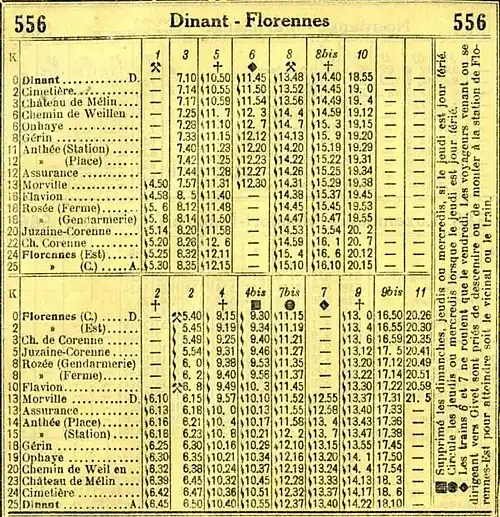 556 Dinant - Florennes 556
K 1 3 5 6 8 8bis 10
⚒ † ◆ ⚒ †
0 Dinant .......... D. — 7.10 10.50 11.45 13.48 14.40 18.55 — —
2 Cimetière .......... — 7.14 10.55 11.50 13.52 14.45 19. 0 — —
3 Château de Mélin .... — 7.17 10.59 11.54 13.56 14.49 19. 4 — —
6 Chemin de Weillen .. — 7.25 11. 7 12. 3 14. 4 14.59 19.12 — —
5 Onhaye .......... — 7.28 11.10 12. 7 14. 7 15. 3 19.15 — —
7 Gérin .......... — 7.33 11.15 12.12 14.13 15. 9 19.20 — —
11 Anthée (Station) .... — 7.40 11.23 12.20 14.20 15.19 19.29 — —
12 » (Place) ...... — 7.42 11.25 12.23 14.22 15.22 19.31 — —
12 Assurance .......... — 7.44 11.28 12.27 14.26 15.25 19.34 — —
13 Morville .......... 4.50 7.57 11.31 12.30 14.31 15.29 19.38 — —
16 Flavion .......... 4.58 8. 5 11.40 — 14.38 15.37 19.45 — —
15 Rosée (Ferme) ...... 5. 6 8.12 11.48 — 14.46 15.45 19.53 — —
18 » (Gendarmerie) 5. 8 8.14 11.50 — 14.47 15.47 19.55 — —
20 Juzaine-Corenne .... 5.14 8.20 11.58 — 14.53 15.54 20. 2 — —
22 Ch. Corenne ........ 5.20 8.26 12. 6 — 14.59 16. 1 20. 7 — —
24 Florennes (Est) ..... 5.25 8.32 12.11 — 15. 4 16. 6 20.12 — —
25 » (C.) .... A. 5.30 8.35 12.15 — 15.10 16.10 20.15 — —
K 2 2 4 4bis 7bis 7 9 9bis 11
† † ■ ● ◆ †
0 Florennes (C.) ... D. — ⚒5.40 9.15 9.30 11.15 — 13. 0 16.50 20.26
2 » (Est) ...... — 5.45 9.19 9.34 11.19 — 13. 4 16.55 20.30
3 Ch. de Corenne ..... — 5.49 9.25 9.40 11.21 — 13. 6 16.59 20.35
5 Juzaine-Corenne .... — 5.54 9.31 9.46 11.27 — 13.12 17. 5 20.41
7 Rozée (Gendarmerie) — 6. 0 9.38 9.53 11.35 — 13.20 17.12 20.49
8 » (Ferme) ...... — 6. 2 9.40 9.56 11.37 — 13.22 17.14 20.51
10 Flavion .......... — ⚒6. 8 9.49 10. 3 11.45 — 13.30 17.22 20.59
13 Morville .......... 6.10 6.15 9.57 10.10 11.52 12.55 13.37 17.31 21. 5
13 Assurance .......... 6.13 6.18 10. 0 10.13 11.55 12.58 13.40 17.33 —
14 Anthée (Place) ..... 6.16 6.21 10. 4 10.17 11.58 13. 4 13.43 17.36 —
15 » (Station) .... 6.18 6.23 10. 8 10.21 12. 2 13. 7 13.47 17.39 —
16 Gérin .......... 6.25 6.30 10.16 10.29 12.10 13.15 13.55 17.45 —
19 Ophaye .......... 6.30 6.35 10.21 10.34 12.16 13.20 14. 1 17.50 —
20 Chemin de Weil en .. 6.32 6.38 10.24 10.37 12.19 13.24 14. 4 17.54 —
23 Château de Mélin .... 6.39 6.45 10.32 10.45 12.27 13.30 14.13 18. 3 —
24 Cimetière .......... 6.42 6.47 10.36 10.51 12.32 13.37 14.17 18. 6 —
25 Dinant .......... A. 6.45 6.50 10.40 10.55 12.37 13.40 14.22 18.10 —
■ Supprimé les dimanches, jeudis ou mercredis, si le jeudi est jour férié.
● Circule les jeudis ou mercredis lorsque le jeudi est jour férié.
◆ Les trains 6 et 7 ne roulent que le vendredi. Les voyageurs venant ou se
dirigeant vers Givet sont priés de descendre ou de monter à la station de Flo-
rennes-Est pour atteindre soit le vicinal ou le train.